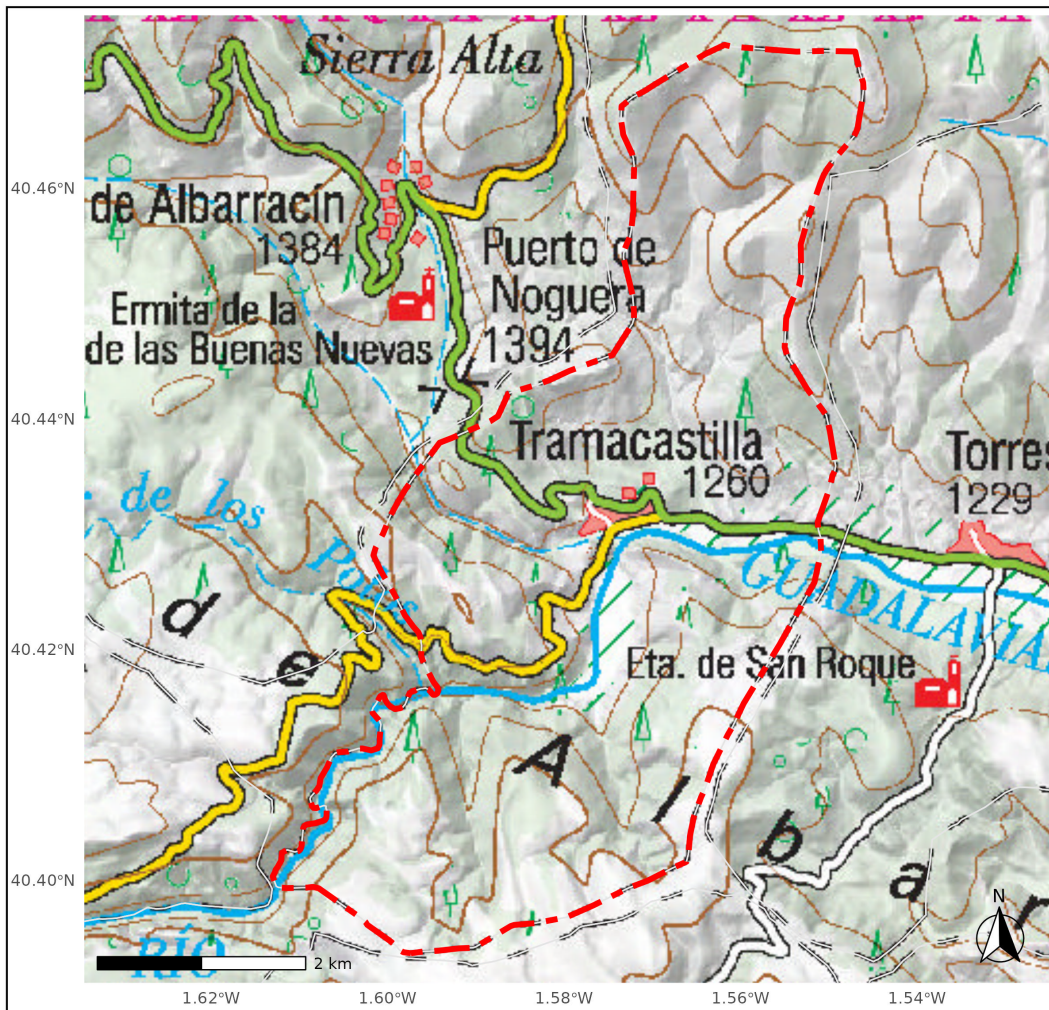 Sierra Alta
40.46°N
de Albarracín
1384
Puerto de
Noguera
1394
Ermita de la
de las Buenas Nuevas
40.44°N
Tramacastilla
1260
Torres
1229
de los
Pajares
GUADALAVIAR
d
e
40.42°N
Eta. de San Roque
A
l
b
a
r
40.40°N
N
RÍO
2 km
1.62°W
1.60°W
1.58°W
1.56°W
1.54°W